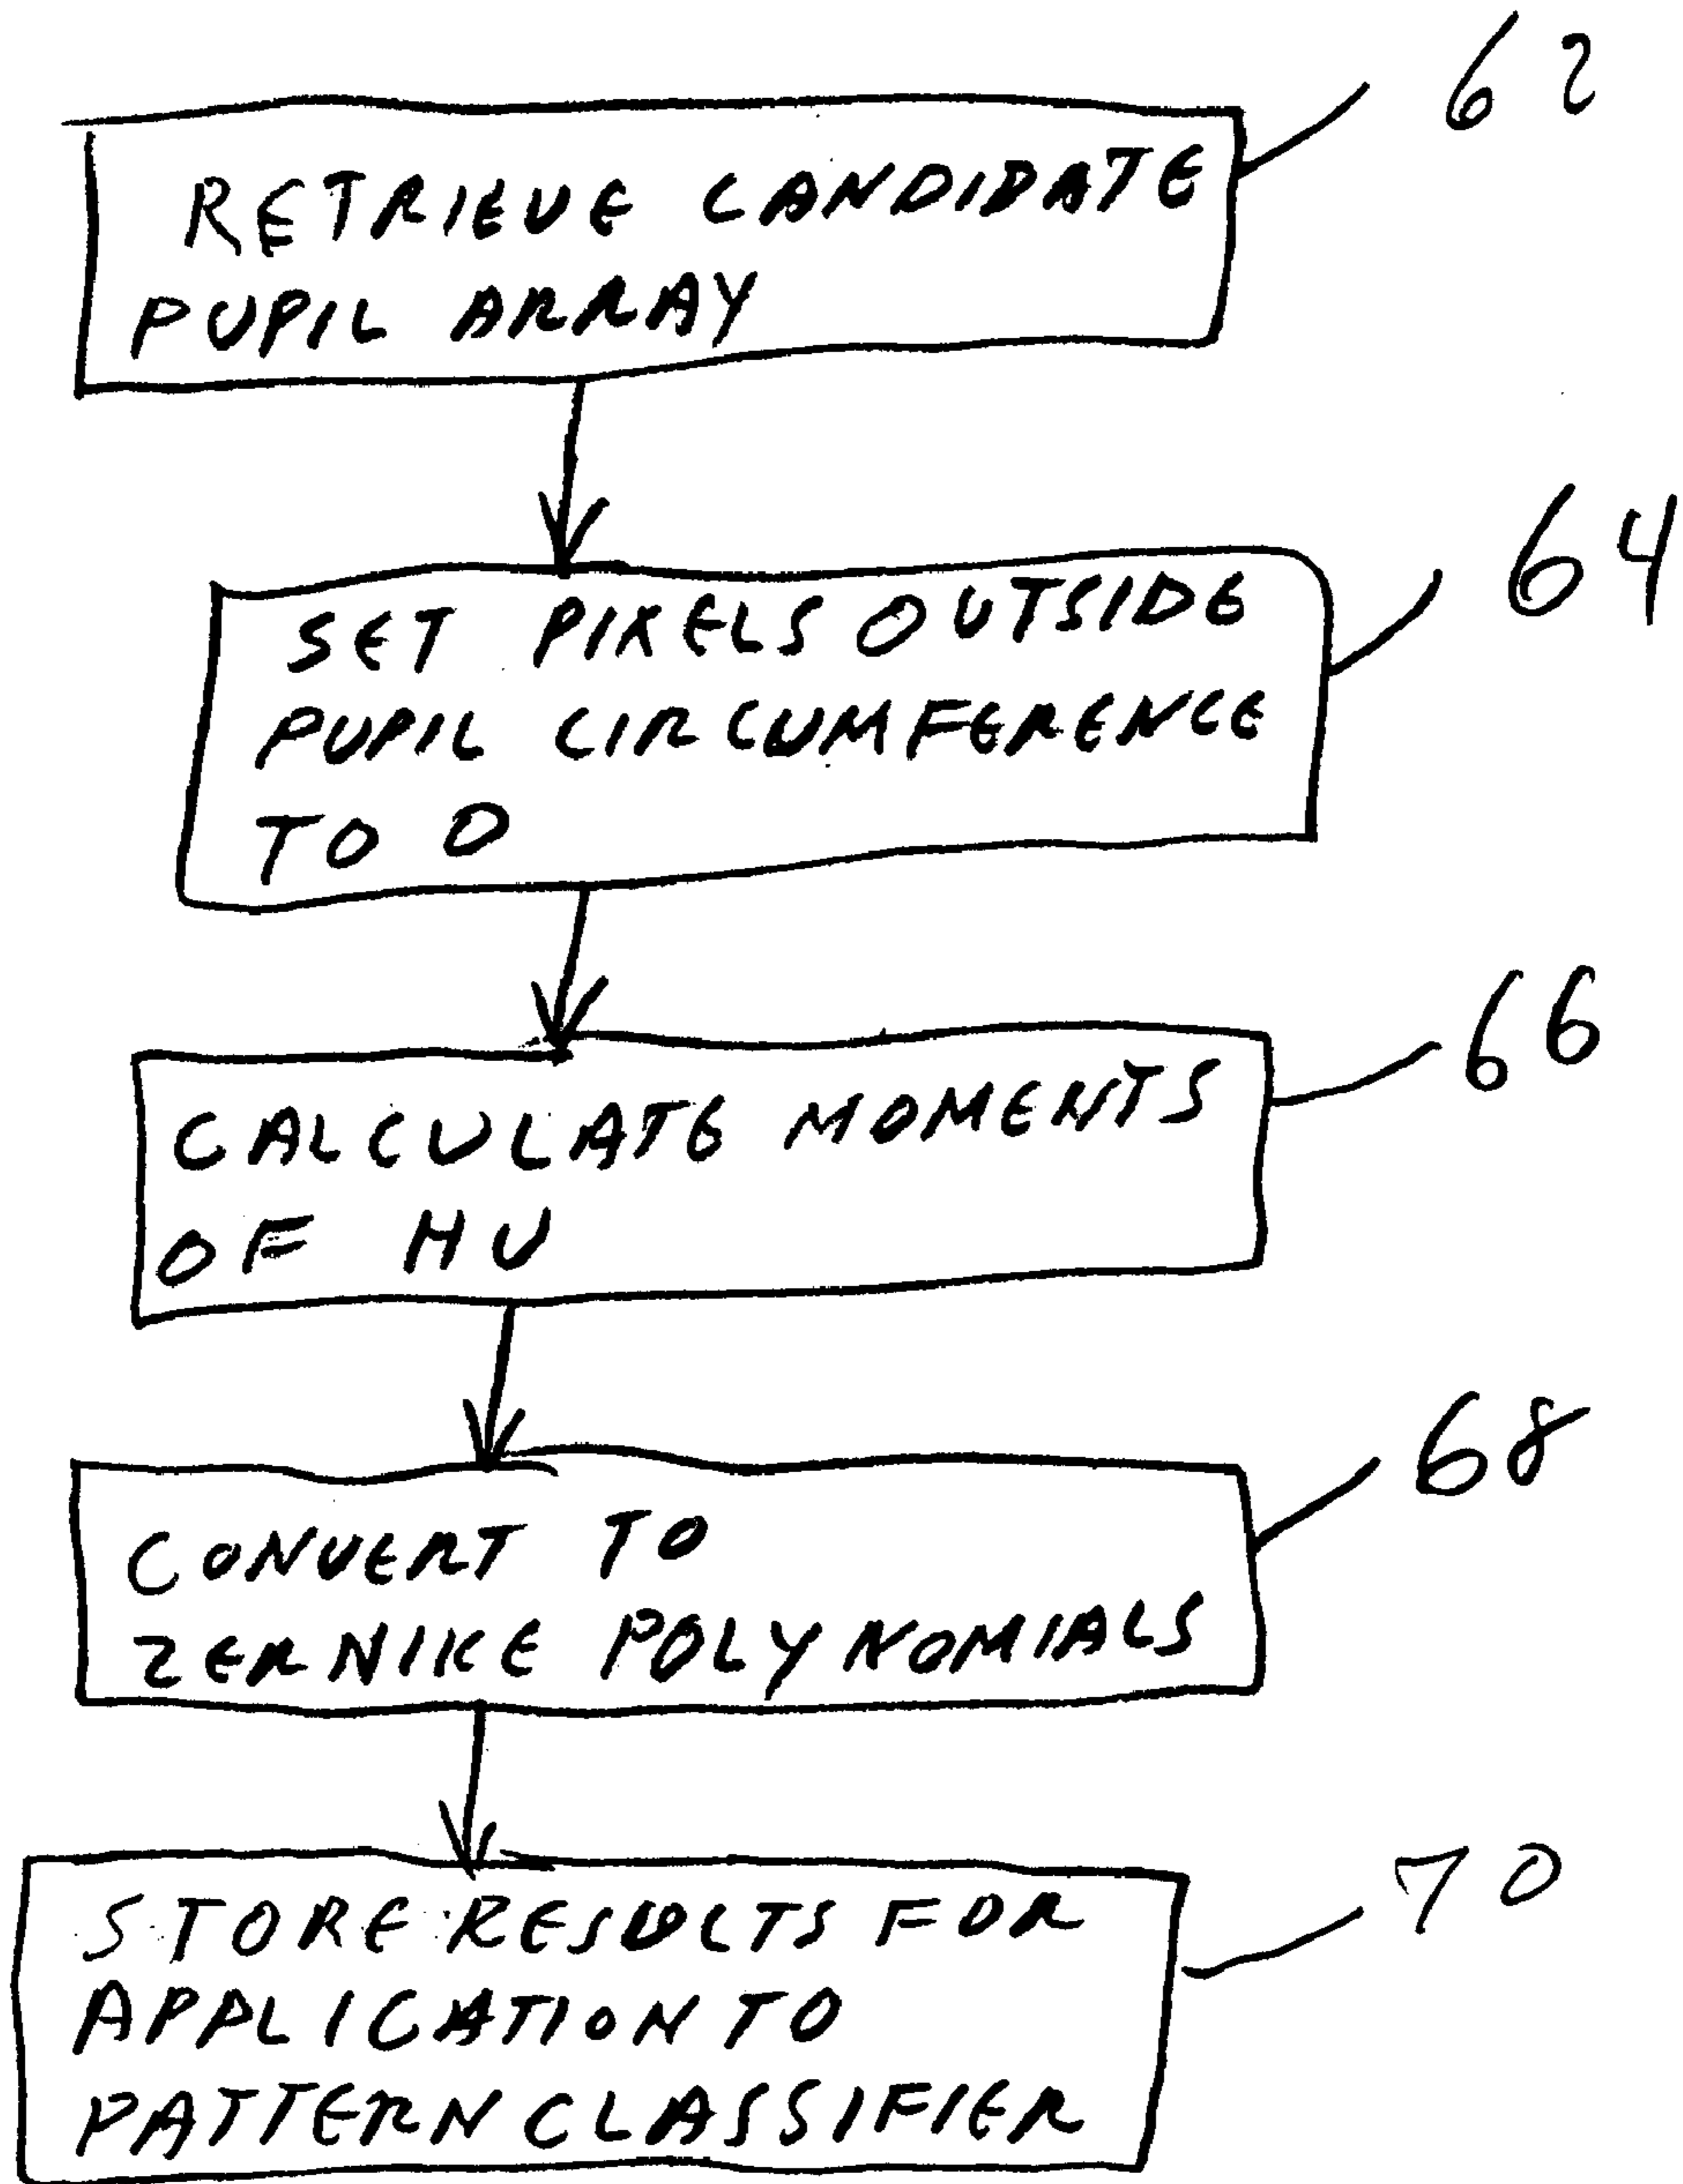 62
RETRIEVE CANDIDATE
PUPIL ARRAY
64
SET PIXELS OUTSIDE
PUPIL CIRCUMFERENCE
TO 0
66
CALCULATE MOMENTS
OF HU
68
CONVERT TO
ZERNIKE POLYNOMIALS
70
STORE RESULTS FOR
APPLICATION TO
PATTERN CLASSIFIER